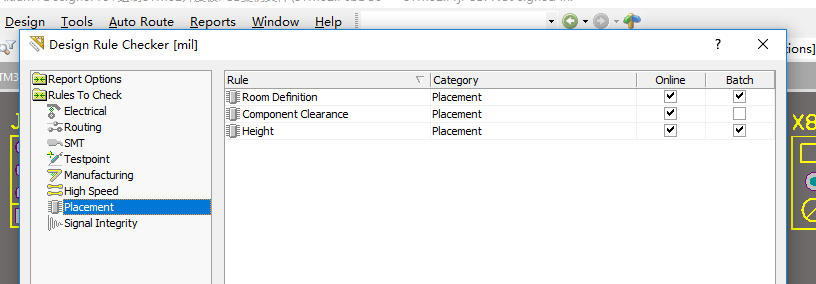 Design Tools Auto Route Reports Window Help
Design Rule Checker [mil] ? ions]
TM3
Report Options
Rules To Check
Electrical
Routing
SMT
Testpoint
Manufacturing
High Speed
Placement
Signal Integrity
Rule Category Online Batch
Room Definition Placement
Component Clearance Placement
Height Placement
J
X8